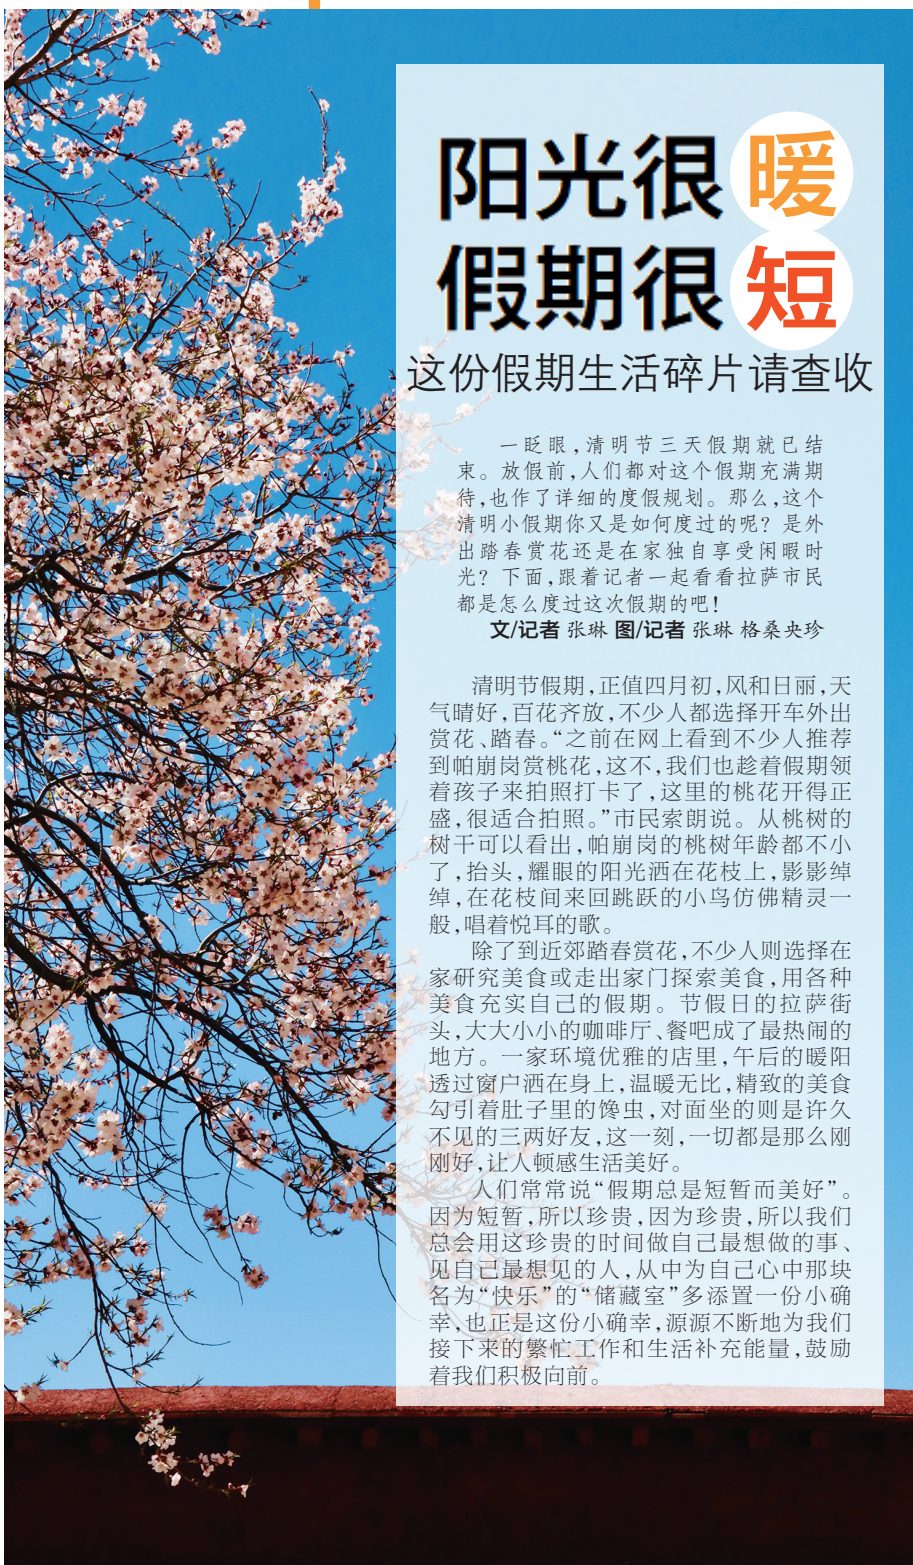 阳光很暖
假期很短
这份假期生活碎片请查收
一眨眼,清明节三天假期就已结
束。放假前,人们都对这个假期充满期
待,也作了详细的度假规划。那么,这个
清明小假期你又是如何度过的呢？是外
出踏春赏花还是在家独自享受闲暇时
光？下面,跟着记者一起看看拉萨市民
都是怎么度过这次假期的吧！
文/记者 张琳 图/记者 张琳 格桑央珍
清明节假期,正值四月初,风和日丽,天
气晴好,百花齐放,不少人都选择开车外出
赏花、踏春。“之前在网上看到不少人推荐
到帕崩岗赏桃花,这不,我们也趁着假期领
着孩子来拍照打卡了,这里的桃花开得正
盛,很适合拍照。”市民索朗说。从桃树的
树干可以看出,帕崩岗的桃树年龄都不小
了,抬头,耀眼的阳光洒在花枝上,影影绰
绰,在花枝间来回跳跃的小鸟仿佛精灵一
般,唱着悦耳的歌。
除了到近郊踏春赏花,不少人则选择在
家研究美食或走出家门探索美食,用各种
美食充实自己的假期。节假日的拉萨街
头,大大小小的咖啡厅、餐吧成了最热闹的
地方。一家环境优雅的店里,午后的暖阳
透过窗户洒在身上,温暖无比,精致的美食
勾引着肚子里的馋虫,对面坐的则是许久
不见的三两好友,这一刻,一切都是那么刚
刚好,让人顿感生活美好。
人们常常说“假期总是短暂而美好”。
因为短暂,所以珍贵,因为珍贵,所以我们
总会用这珍贵的时间做自己最想做的事、
见自己最想见的人,从中为自己心中那块
名为“快乐”的“储藏室”多添置一份小确
幸,也正是这份小确幸,源源不断地为我们
接下来的繁忙工作和生活补充能量,鼓励
着我们积极向前。